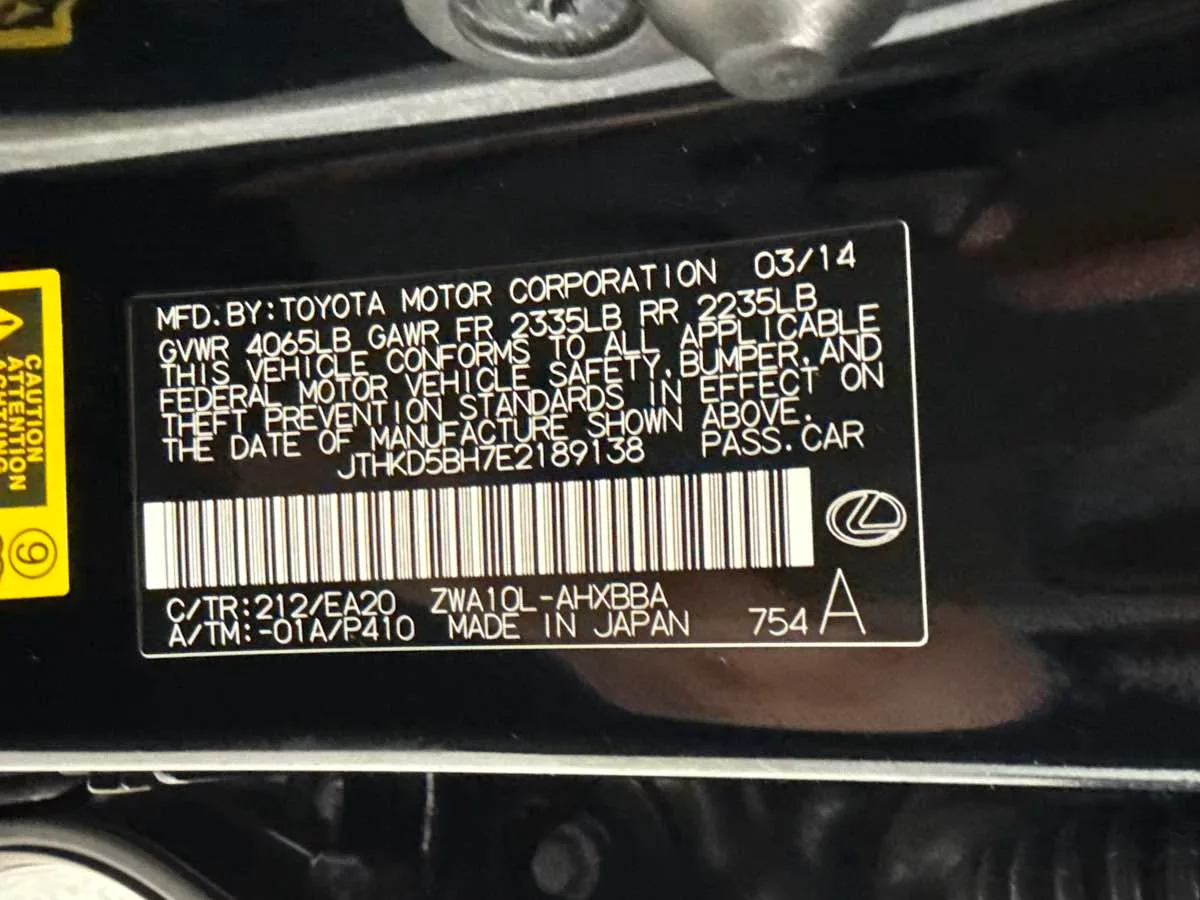 MFD.BY:TOYOTA MOTOR CORPORATION 03/14
GVWR 4065LB GAWR FR 2335LB RR 2235LB
THIS VEHICLE CONFORMS TO ALL APPLICABLE
FEDERAL MOTOR VEHICLE SAFETY,BUMPER,AND
THEFT PREVENTION STANDARDS IN EFFECT ON
THE DATE OF MANUFACTURE SHOWN ABOVE.
JTHKD5BH7E2189138 PASS.CAR
C/TR:212/EA20 ZWA10L-AHXBBA
A/TM:-01A/P410 MADE IN JAPAN 754 A
CAUTION
ATTENTION
9